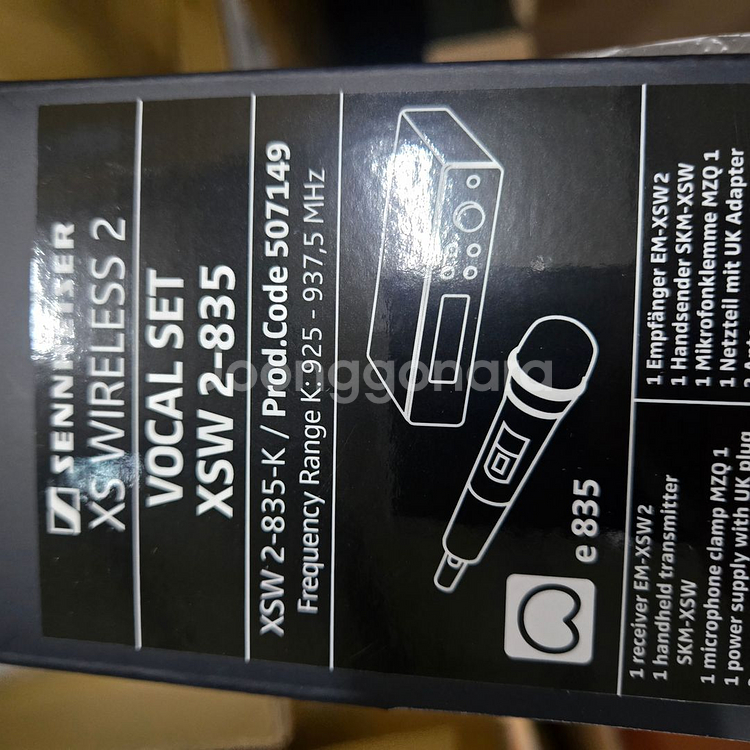 SENNHEISER
XS WIRELESS 2
VOCAL SET
XSW 2-835
XSW 2-835-K / Prod.Code 507149
Frequency Range K: 925 - 937,5 MHz
e 835
1 receiver EM-XSW 2
1 handheld transmitter
SKM-XSW
1 microphone clamp MZQ 1
1 power supply with UK plug
1 Empfänger EM-XSW2
1 Handsender SKM-XSW
1 Mikrofonklemme MZQ 1
1 Netzteil mit UK Adapter
joonggonara